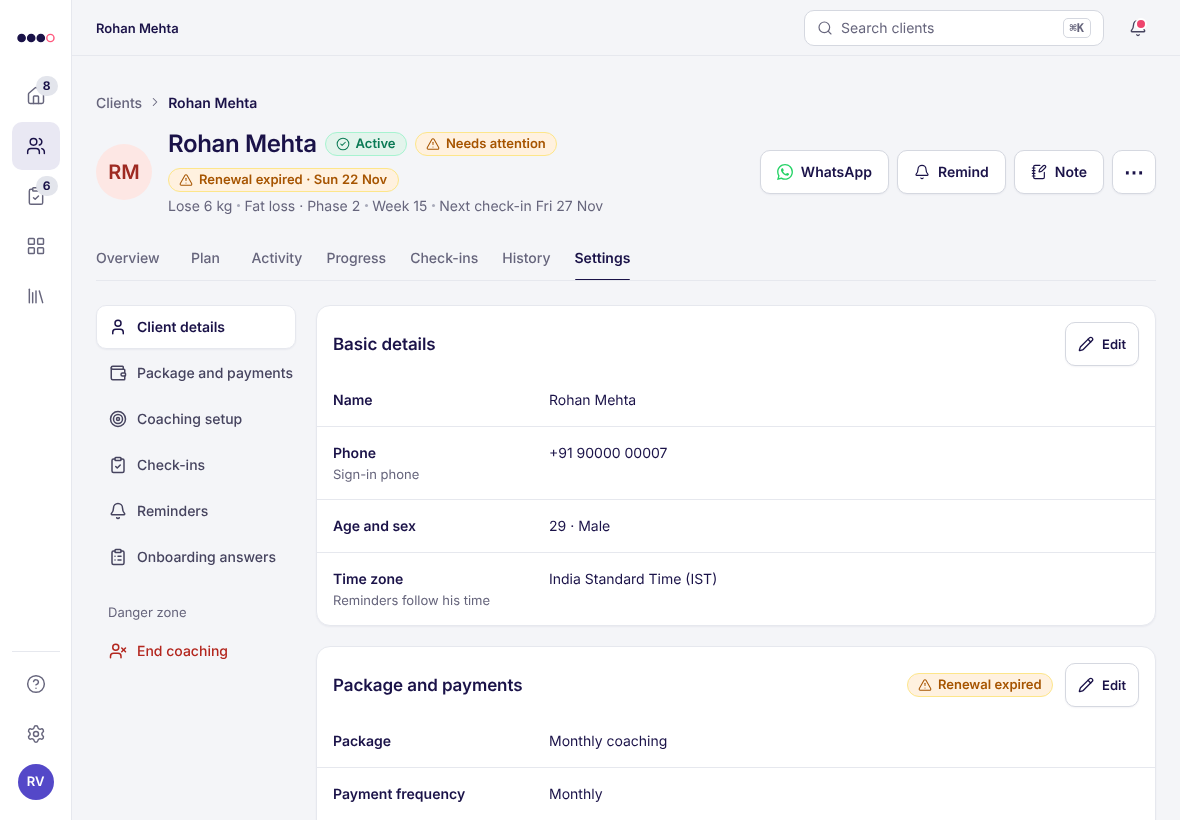 Rohan Mehta
Search clients
⌘K
8
6
Clients > Rohan Mehta
RM
Rohan Mehta
Active
Needs attention
Renewal expired · Sun 22 Nov
Lose 6 kg · Fat loss · Phase 2 · Week 15 · Next check-in Fri 27 Nov
WhatsApp
Remind
Note
Overview
Plan
Activity
Progress
Check-ins
History
Settings
Client details
Package and payments
Coaching setup
Check-ins
Reminders
Onboarding answers
Danger zone
End coaching
Basic details
Edit
Name
Rohan Mehta
Phone
+91 90000 00007
Sign-in phone
Age and sex
29 · Male
Time zone
India Standard Time (IST)
Reminders follow his time
Package and payments
Renewal expired
Edit
Package
Monthly coaching
Payment frequency
Monthly
RV